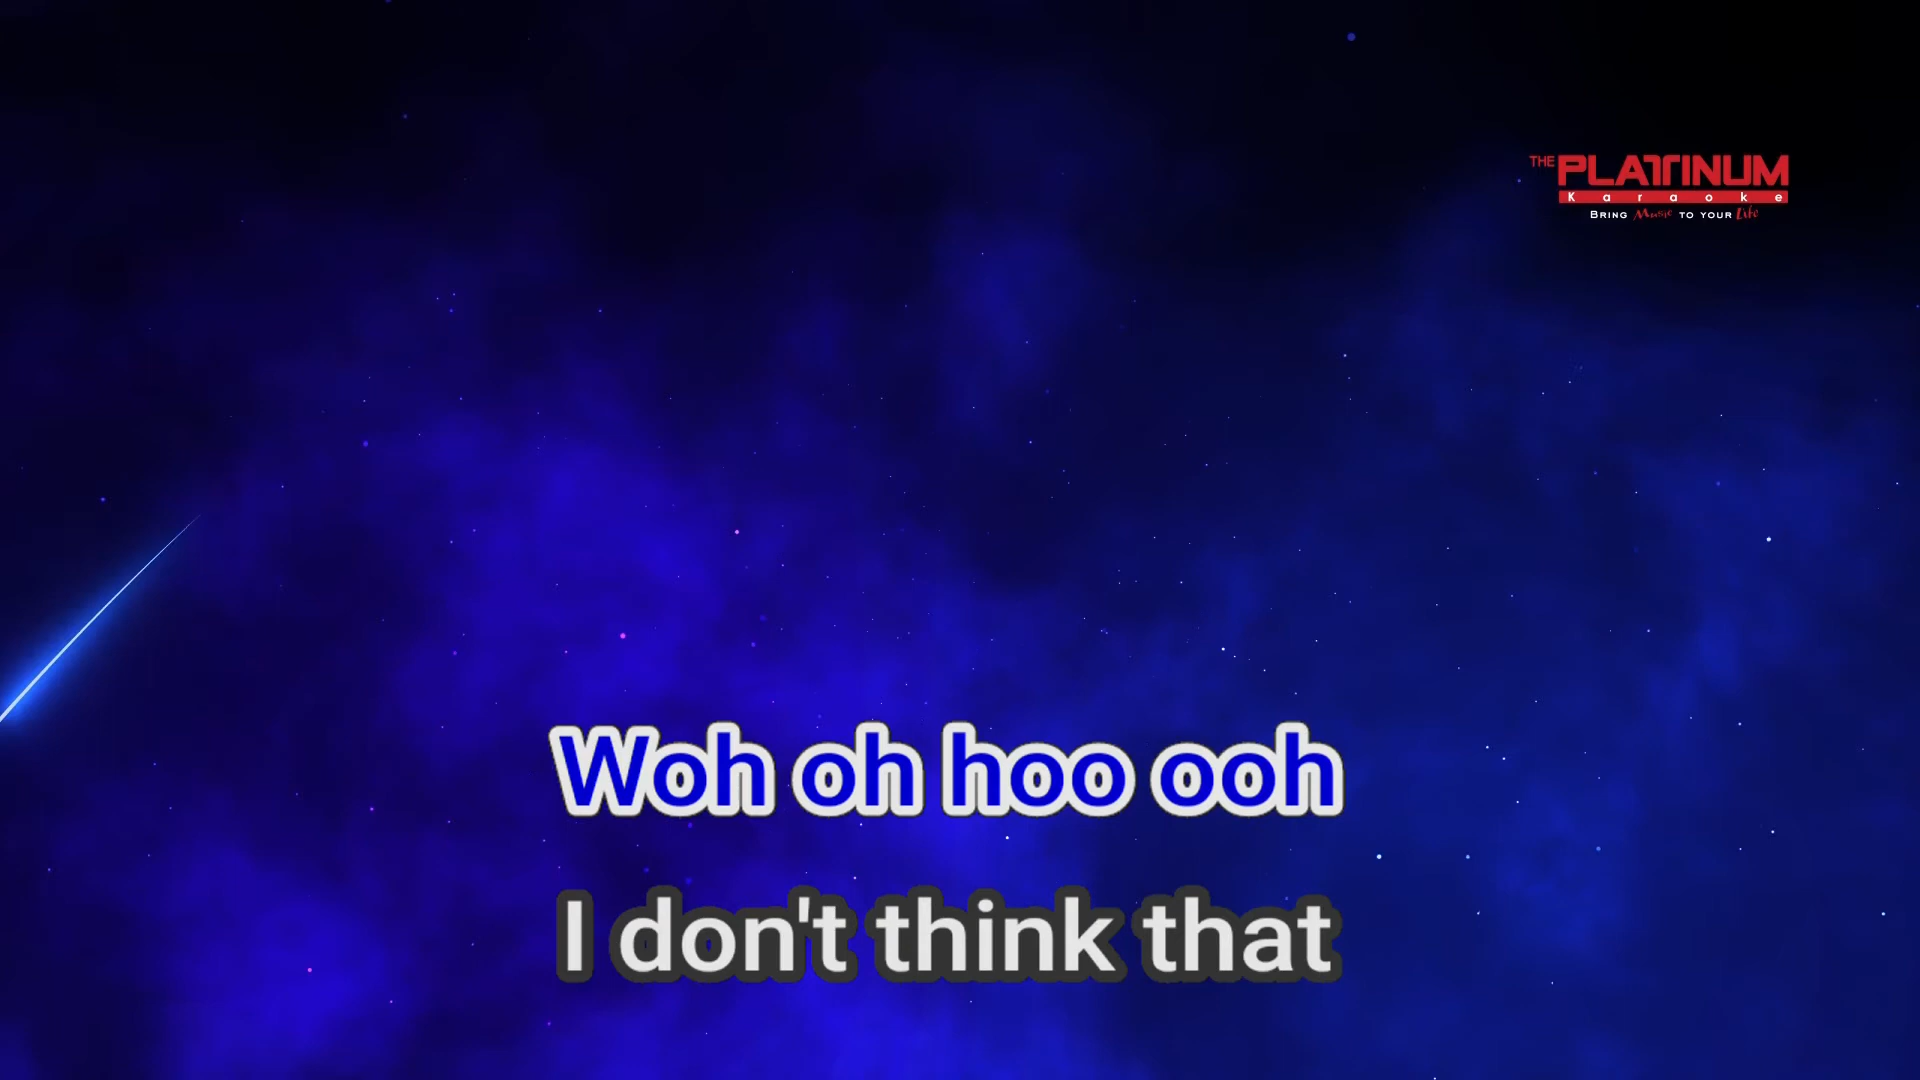 THE PLATINUM
Karaoke
BRING Music TO YOUR Life
Woh oh hoo ooh
I don't think that